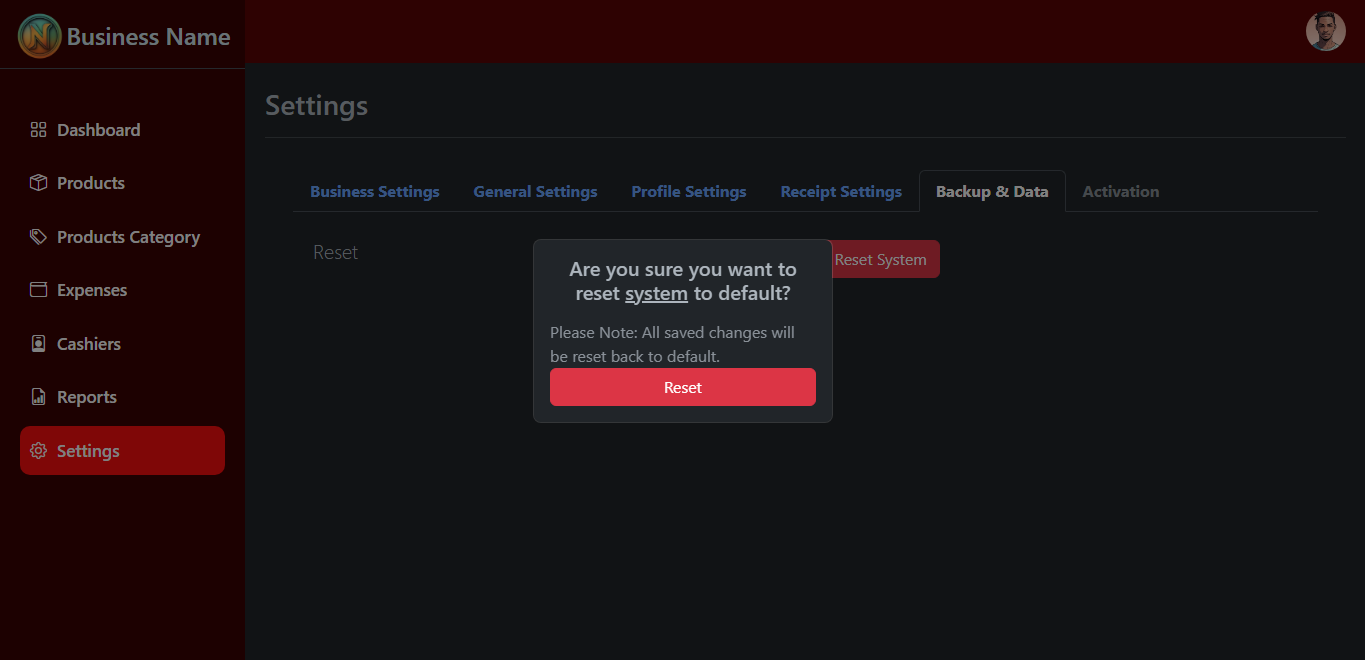 Business Name
Dashboard
Products
Products Category
Expenses
Cashiers
Reports
Settings
Settings
Business Settings
General Settings
Profile Settings
Receipt Settings
Backup & Data
Activation
Reset
Reset System
Are you sure you want to
reset system to default?
Please Note: All saved changes will
be reset back to default.
Reset